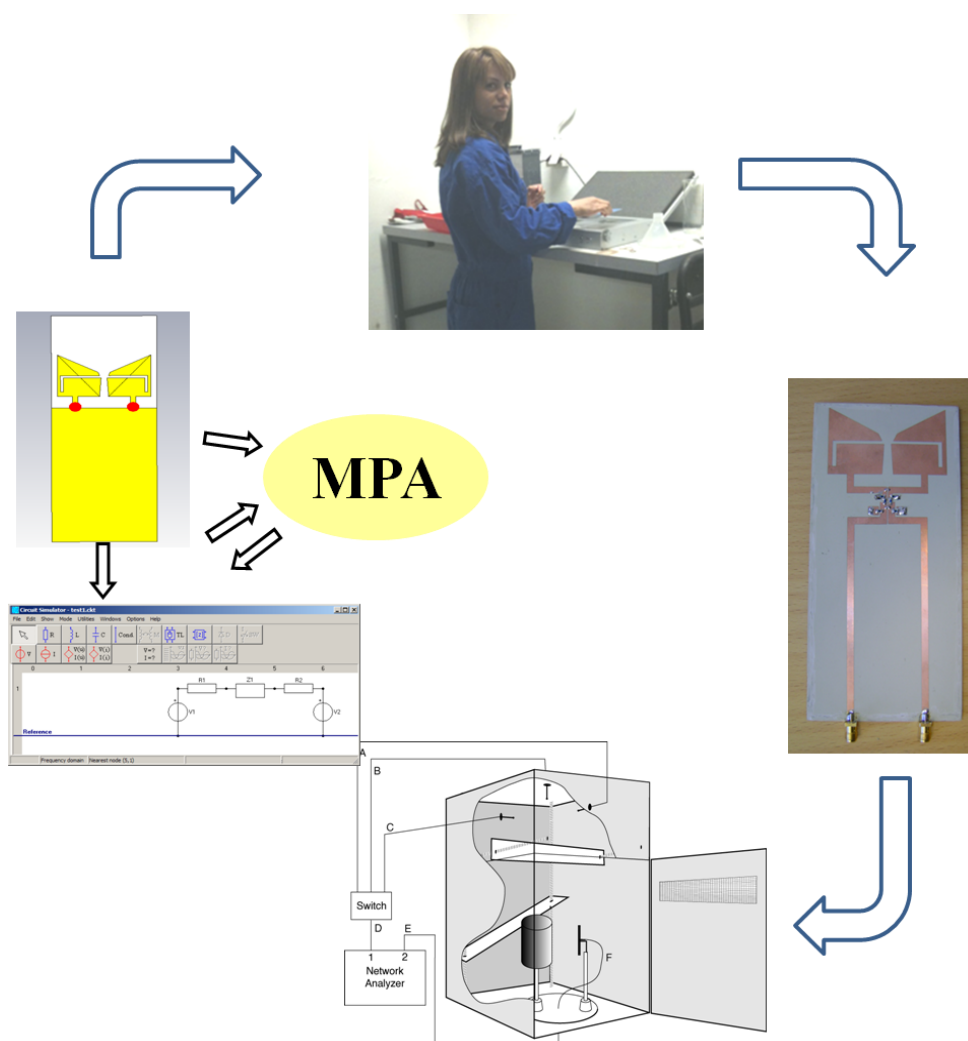 MPA
Circuit Simulator - test1.ckt
File Edit Show Mode Utilites Windows Options Help
R L C Cond. M TL
V I V(u) I(u) V(i) I(i) V=? I=?
0 1 2 3 4 5 6
1
R1 Z1 R2
V1 V2
Reference
Frequency domain Nearest node (5,1)
A
B
C
Switch
D E
1 2
Network
Analyzer
F